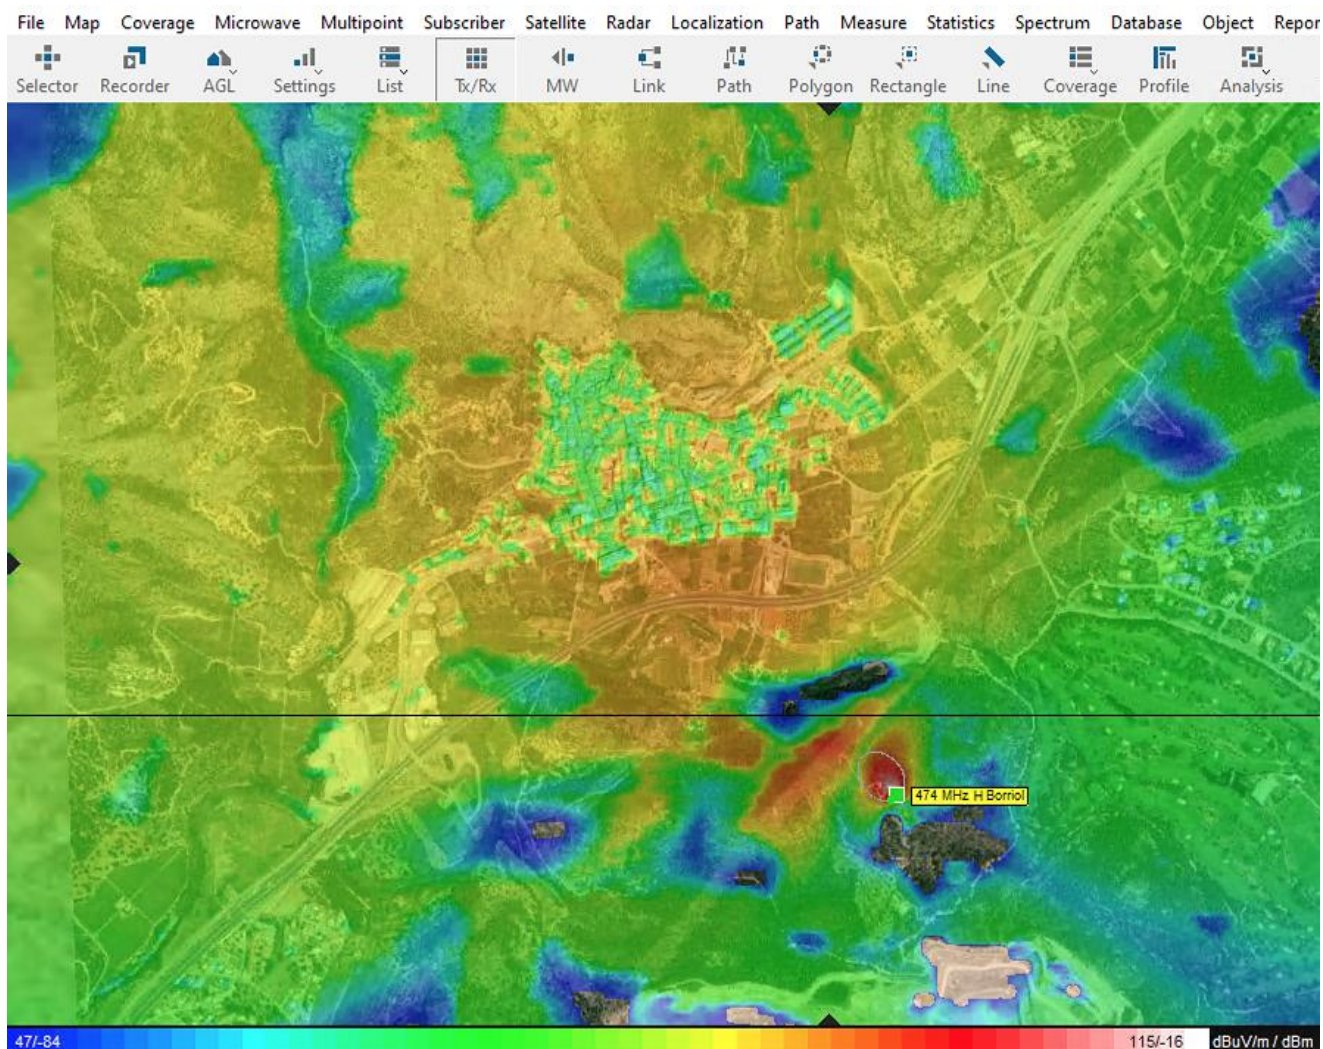 File Map Coverage Microwave Multipoint Subscriber Satellite Radar Localization Path Measure Statistics Spectrum Database Object Repor
Selector Recorder AGL Settings List Tx/Rx MW Link Path Polygon Rectangle Line Coverage Profile Analysis
474 MHz H Borriol
47/-84 115/-16 dBuV/m / dBm